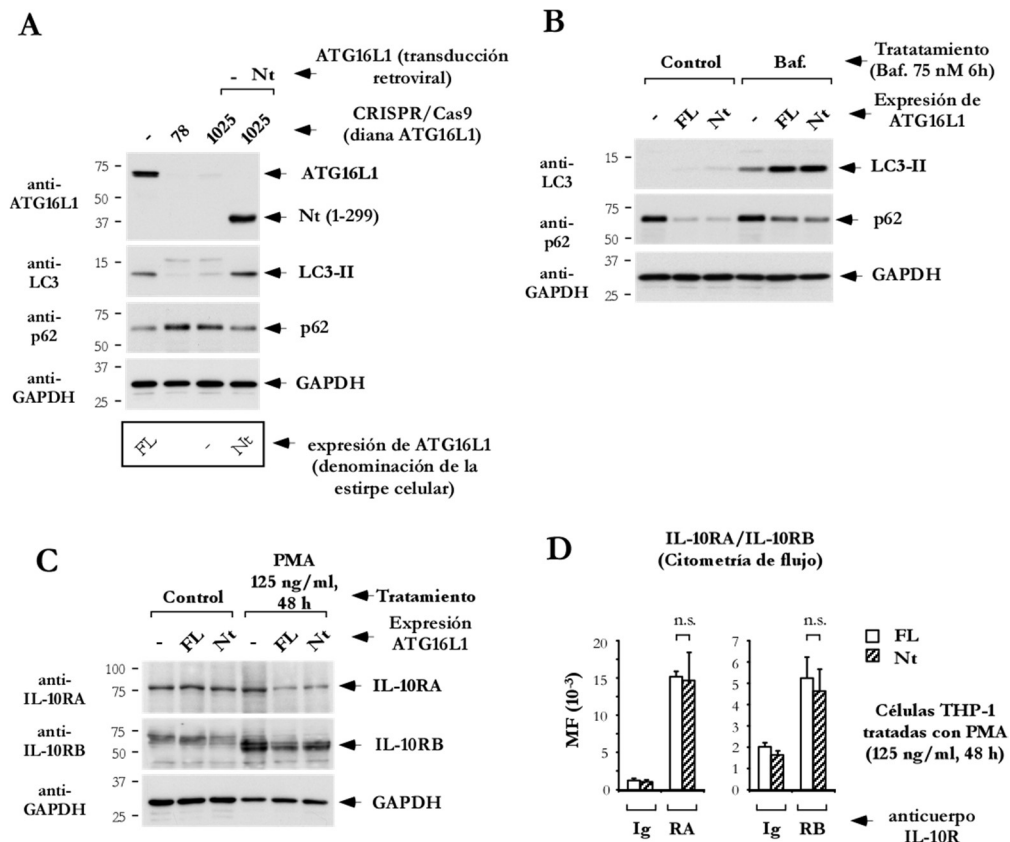 A
- Nt
ATG16L1 (transducción
retroviral)
- 78 1025 1025
CRISPR/Cas9
(diana ATG16L1)
anti-
ATG16L1
75 -
50 -
37 -
ATG16L1
Nt (1-299)
anti-
LC3
15 -
LC3-II
anti-
p62
75 -
50 -
p62
anti-
GAPDH
37 -
25 -
GAPDH
FL - Nt
expresión de ATG16L1
(denominación de la
estirpe celular)
B
Control Baf.
Tratatamiento
(Baf. 75 nM 6h)
- FL Nt - FL Nt
Expresión de
ATG16L1
anti-
LC3
15 -
LC3-II
anti-
p62
75 -
50 -
p62
anti-
GAPDH
37 -
25 -
GAPDH
C
Control
PMA
125 ng/ml,
48 h
Tratamiento
- FL Nt - FL Nt
Expresión
ATG16L1
anti-
IL-10RA
100 -
75 -
IL-10RA
anti-
IL-10RB
75 -
50 -
IL-10RB
anti-
GAPDH
37 -
25 -
GAPDH
D
IL-10RA/IL-10RB
(Citometría de flujo)
MF (10⁻³)
20
15
10
5
0
n.s.
Ig RA
7
6
5
4
3
2
1
0
n.s.
Ig RB
FL
Nt
Células THP-1
tratadas con PMA
(125 ng/ml, 48 h)
anticuerpo
IL-10R